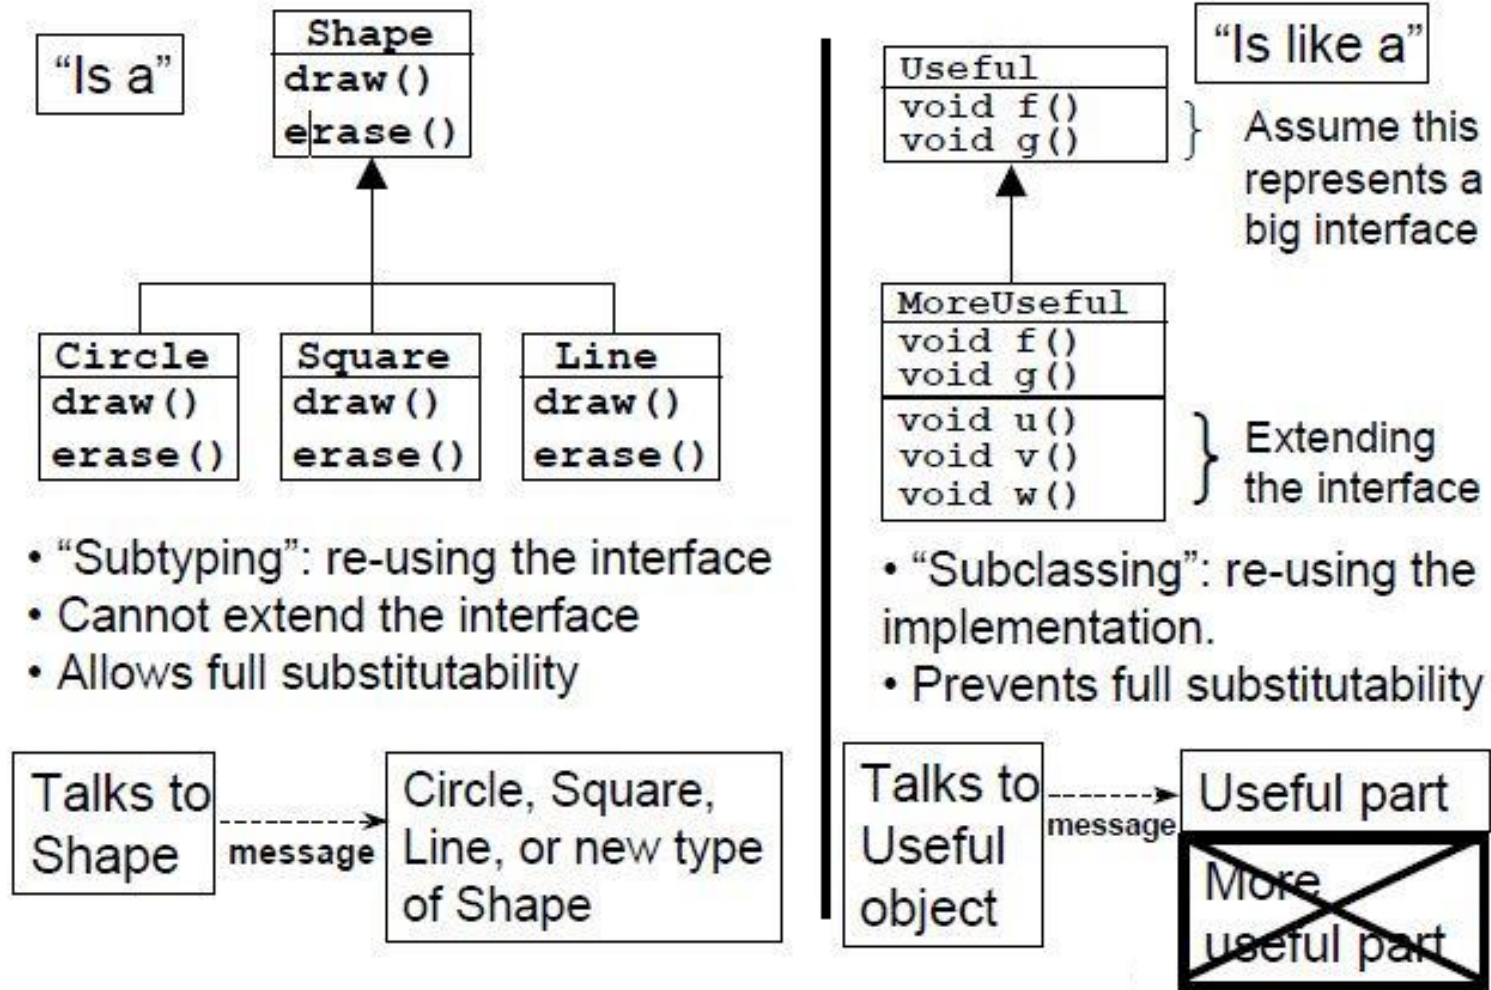 “Is a”
Shape
draw()
erase()
Circle
draw()
erase()
Square
draw()
erase()
Line
draw()
erase()
• “Subtyping”: re-using the interface
• Cannot extend the interface
• Allows full substitutability
Talks to
Shape
message
Circle, Square,
Line, or new type
of Shape
“Is like a”
Useful
void f()
void g()
Assume this
represents a
big interface
MoreUseful
void f()
void g()
void u()
void v()
void w()
Extending
the interface
• “Subclassing”: re-using the
implementation.
• Prevents full substitutability
Talks to
Useful
object
message
Useful part
More
useful part